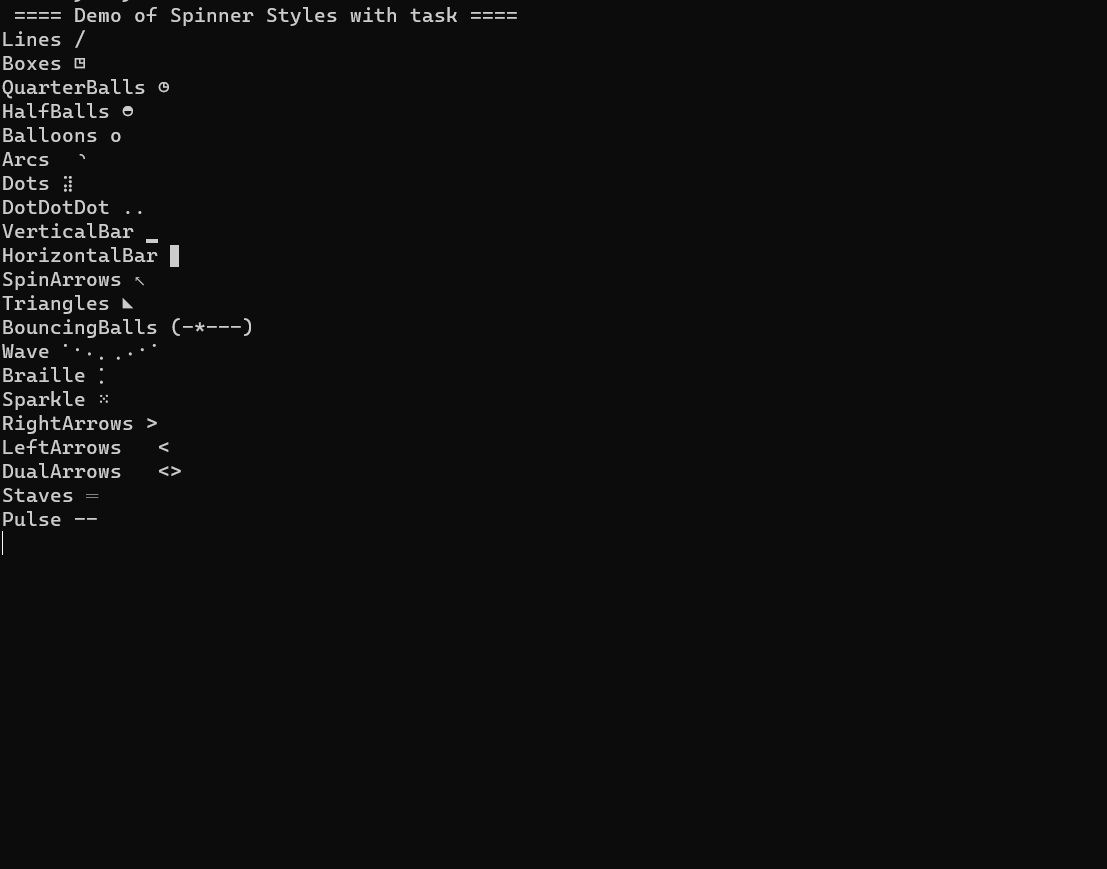 ==== Demo of Spinner Styles with task ====
Lines /
Boxes ◳
QuarterBalls ◔
HalfBalls ◓
Balloons o
Arcs  ◝
Dots ⣽
DotDotDot ..
VerticalBar ▂
HorizontalBar ▊
SpinArrows ↖
Triangles ◣
BouncingBalls (-*---)
Wave ⠁⠂⠄⡀⢀⠠⠐⠈
Braille ⡁
Sparkle ⁙
RightArrows >
LeftArrows   <
DualArrows   <>
Staves ⚌
Pulse --